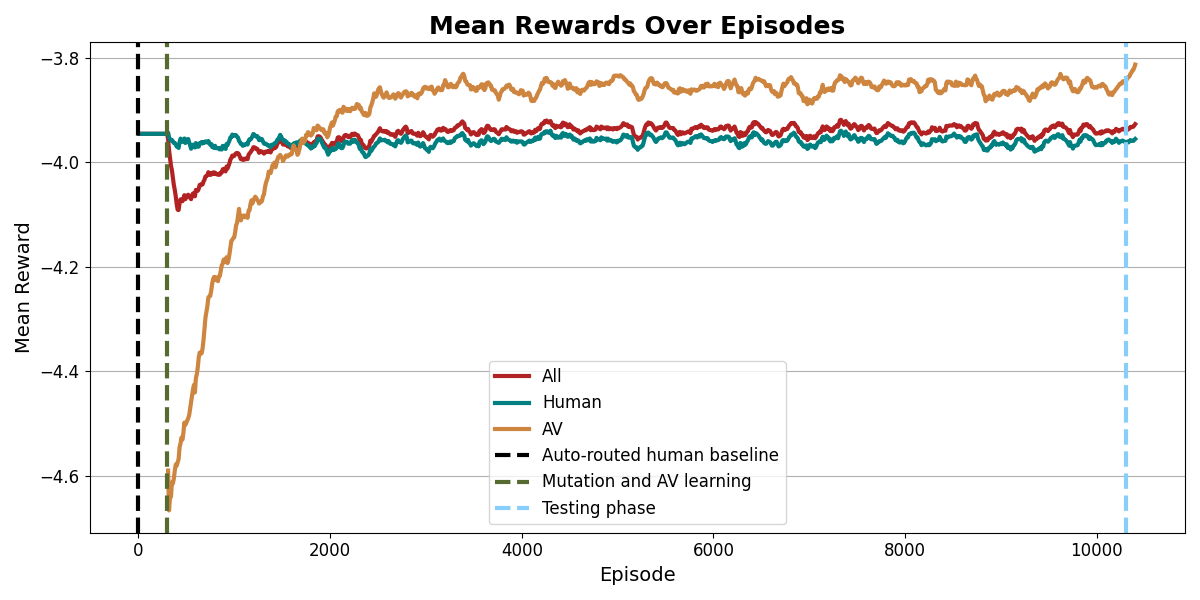 Mean Rewards Over Episodes
Mean Reward
−3.8
−4.0
−4.2
−4.4
−4.6
All
Human
AV
Auto-routed human baseline
Mutation and AV learning
Testing phase
0 2000 4000 6000 8000 10000
Episode